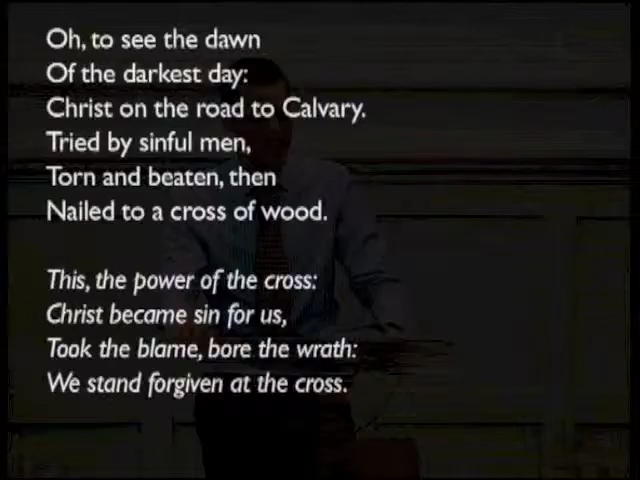 Oh, to see the dawn
Of the darkest day:
Christ on the road to Calvary.
Tried by sinful men,
Torn and beaten, then
Nailed to a cross of wood.
This, the power of the cross:
Christ became sin for us,
Took the blame, bore the wrath:
We stand forgiven at the cross.